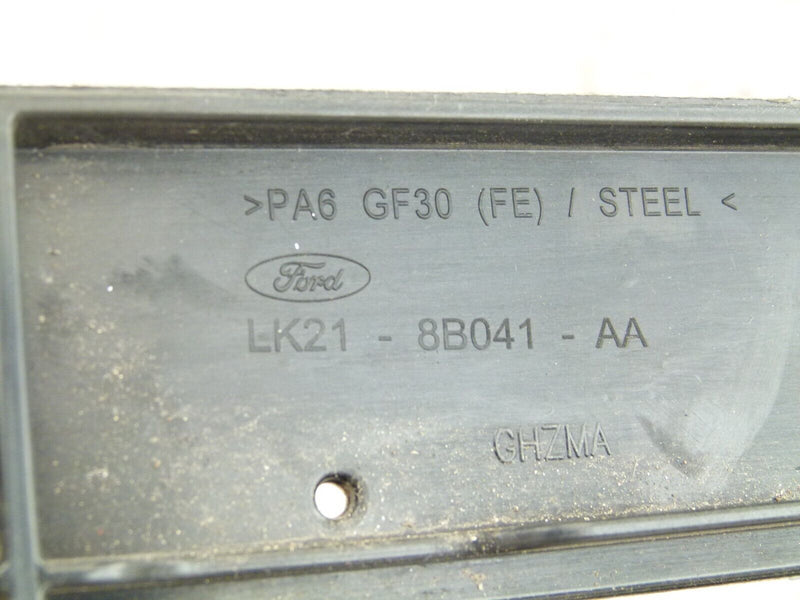 >PA6 GF30 (FE) / STEEL<
Ford
LK21 - 8B041 - AA
GHZMA